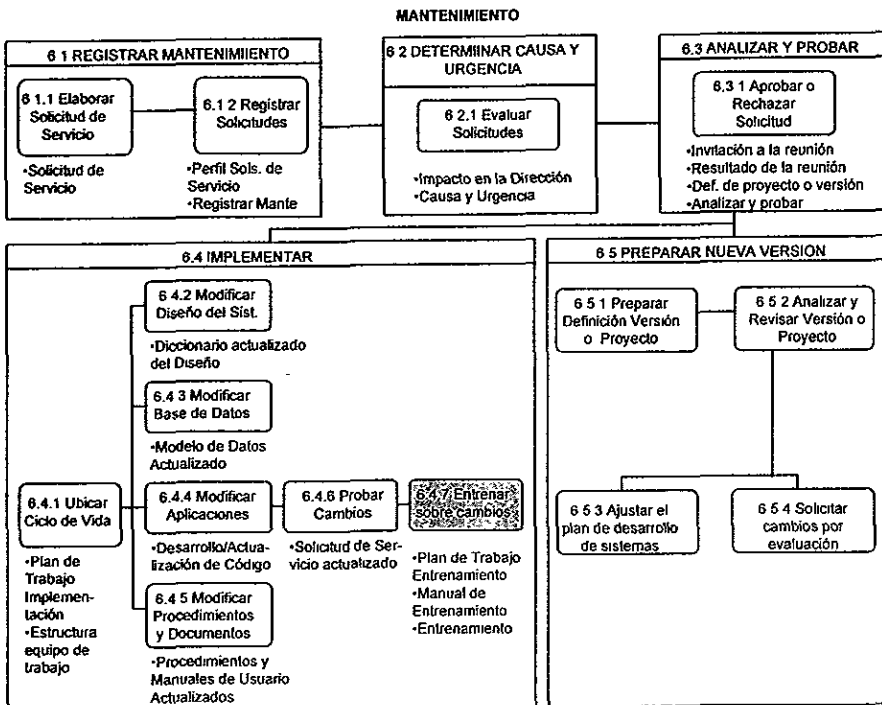 MANTENIMIENTO
6 1 REGISTRAR MANTENIMIIENTO
6 1.1 Elaborar
Solicitud de
Servicio
•Solicitud de
Servicio
6.1 2 Registrar
Solicitudes
•Perfil Sols. de
Servicio
•Registrar Mante
6 2 DETERMINAR CAUSA Y
URGENCIA
6 2.1 Evaluar
Solicitudes
•Impacto en la Dirección
•Causa y Urgencia
6.3 ANALIZAR Y PROBAR
6.3 1 Aprobar o
Rechazar
Solicitud
•Invitación a la reunión
•Resultado de la reunión
•Def. de proyecto o versión
•Analizar y probar
6.4 IMPLEMENTAR
6.4.1 Ubicar
Ciclo de Vida
•Plan de
Trabajo
Implemen-
tación
•Estructura
equipo de
trabajo
6 4.2 Modificar
Diseño del Sist.
•Diccionario actualizado
del Diseño
6.4 3 Modificar
Base de Datos
•Modelo de Datos
Actualizado
6.4.4 Modificar
Aplicaciones
•Desarrollo/Actua-
lización de Código
6.4 5 Modificar
Procedimientos
y Documentos
•Procedimientos y
Manuales de Usuario
Actualizados
6.4.6 Probar
Cambios
•Solicitud de Ser-
vicio actualizado
6.4 7 Entrenar
sobre cambios
•Plan de Trabajo
Entrenamiento
•Manual de
Entrenamiento
•Entrenamiento
6 5 PREPARAR NUEVA VERSION
6 5 1 Preparar
Definición Versión
o Proyecto
6 5 2 Analizar y
Revisar Versión o
Proyecto
6 5 3 Ajustar el
plan de desarrollo
de sistemas
6 5 4 Solicitar
cambios por
evaluación